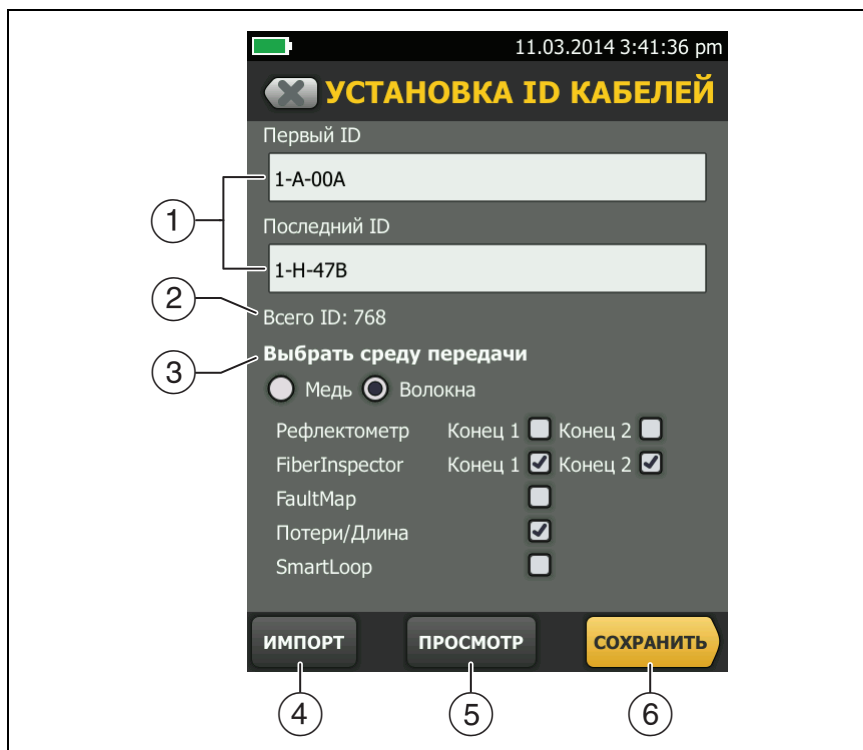 11.03.2014 3:41:36 pm
УСТАНОВКА ID КАБЕЛЕЙ
Первый ID
1-A-00A
1
Последний ID
1-H-47B
2
Всего ID: 768
3
Выбрать среду передачи
Медь Волокна
Рефлектометр Конец 1 Конец 2
FiberInspector Конец 1 Конец 2
FaultMap
Потери/Длина
SmartLoop
ИМПОРТ ПРОСМОТР СОХРАНИТЬ
4 5 6